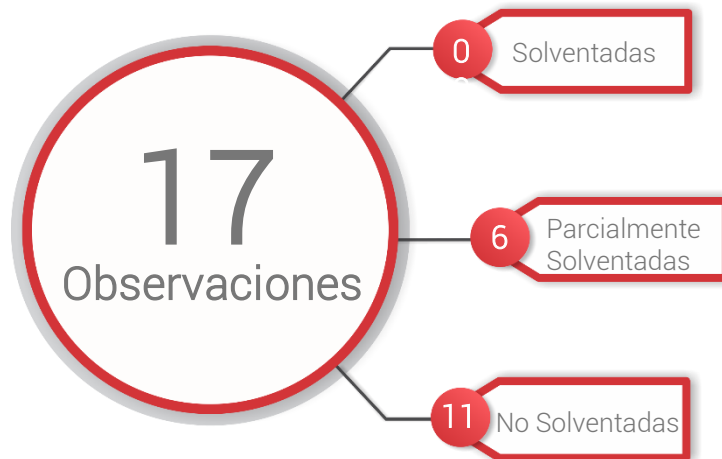 17
Observaciones
0
Solventadas
6
Parcialmente
Solventadas
11
No Solventadas